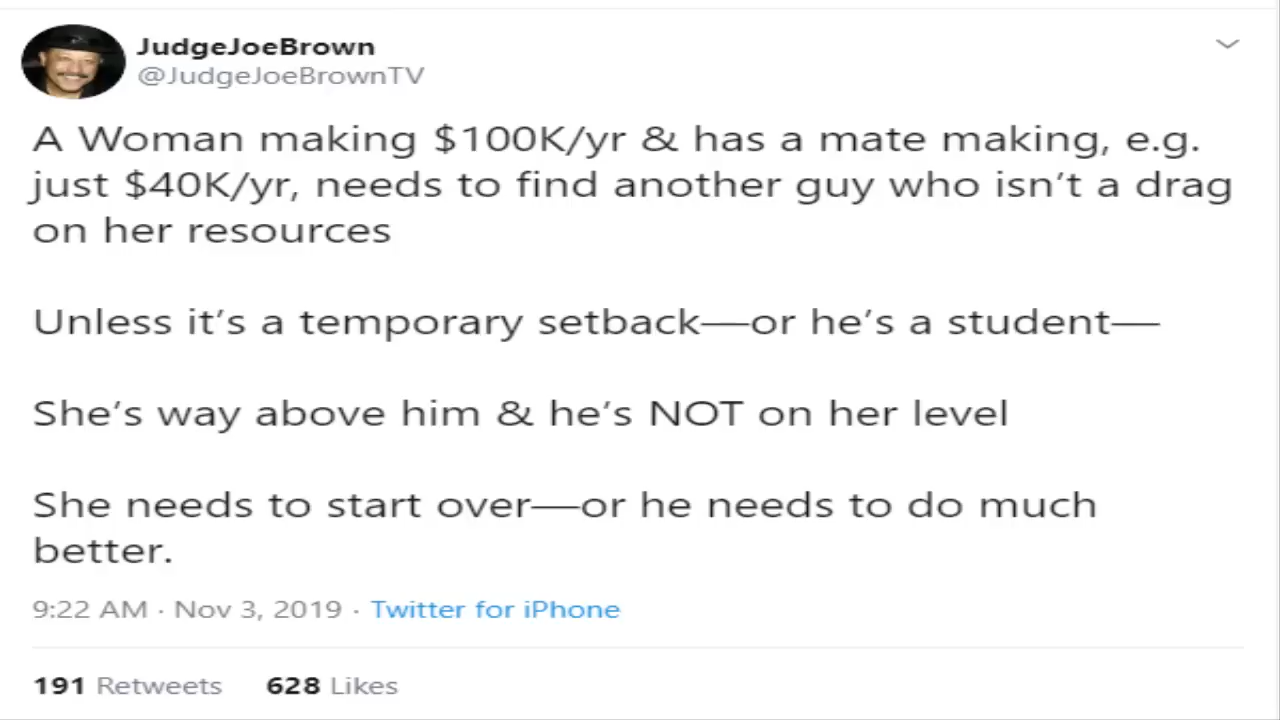 JudgeJoeBrown
@JudgeJoeBrownTV
A Woman making $100K/yr & has a mate making, e.g.
just $40K/yr, needs to find another guy who isn’t a drag
on her resources
Unless it’s a temporary setback—or he’s a student—
She’s way above him & he’s NOT on her level
She needs to start over—or he needs to do much
better.
9:22 AM · Nov 3, 2019 · Twitter for iPhone
191 Retweets 628 Likes